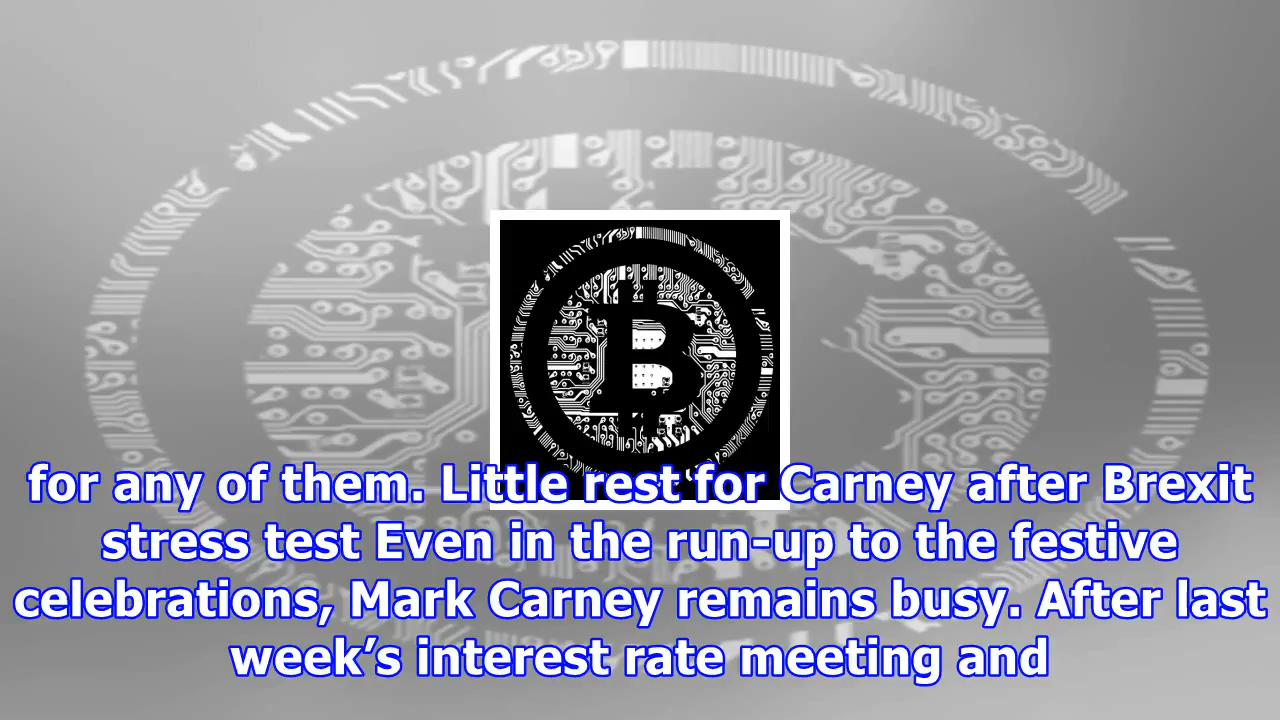 for any of them. Little rest for Carney after Brexit
stress test Even in the run-up to the festive
celebrations, Mark Carney remains busy. After last
week’s interest rate meeting and